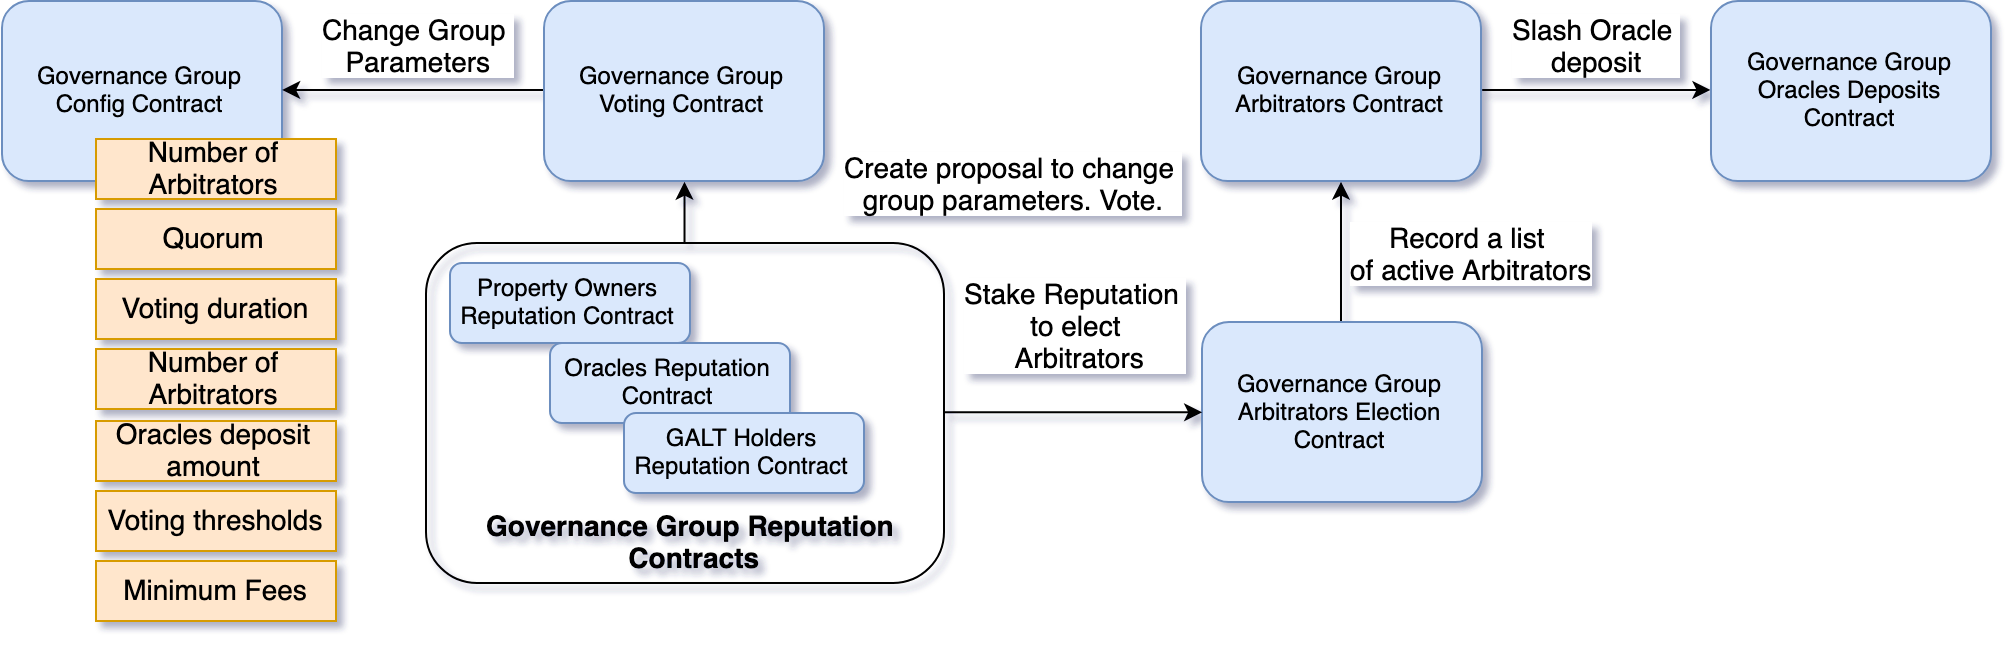 Governance Group
Config Contract
Change Group
Parameters
Governance Group
Voting Contract
Governance Group
Arbitrators Contract
Slash Oracle
deposit
Governance Group
Oracles Deposits
Contract
Number of
Arbitrators
Quorum
Voting duration
Number of
Arbitrators
Oracles deposit
amount
Voting thresholds
Minimum Fees
Create proposal to change
group parameters. Vote.
Record a list
of active Arbitrators
Property Owners
Reputation Contract
Oracles Reputation
Contract
GALT Holders
Reputation Contract
Governance Group Reputation
Contracts
Stake Reputation
to elect
Arbitrators
Governance Group
Arbitrators Election
Contract